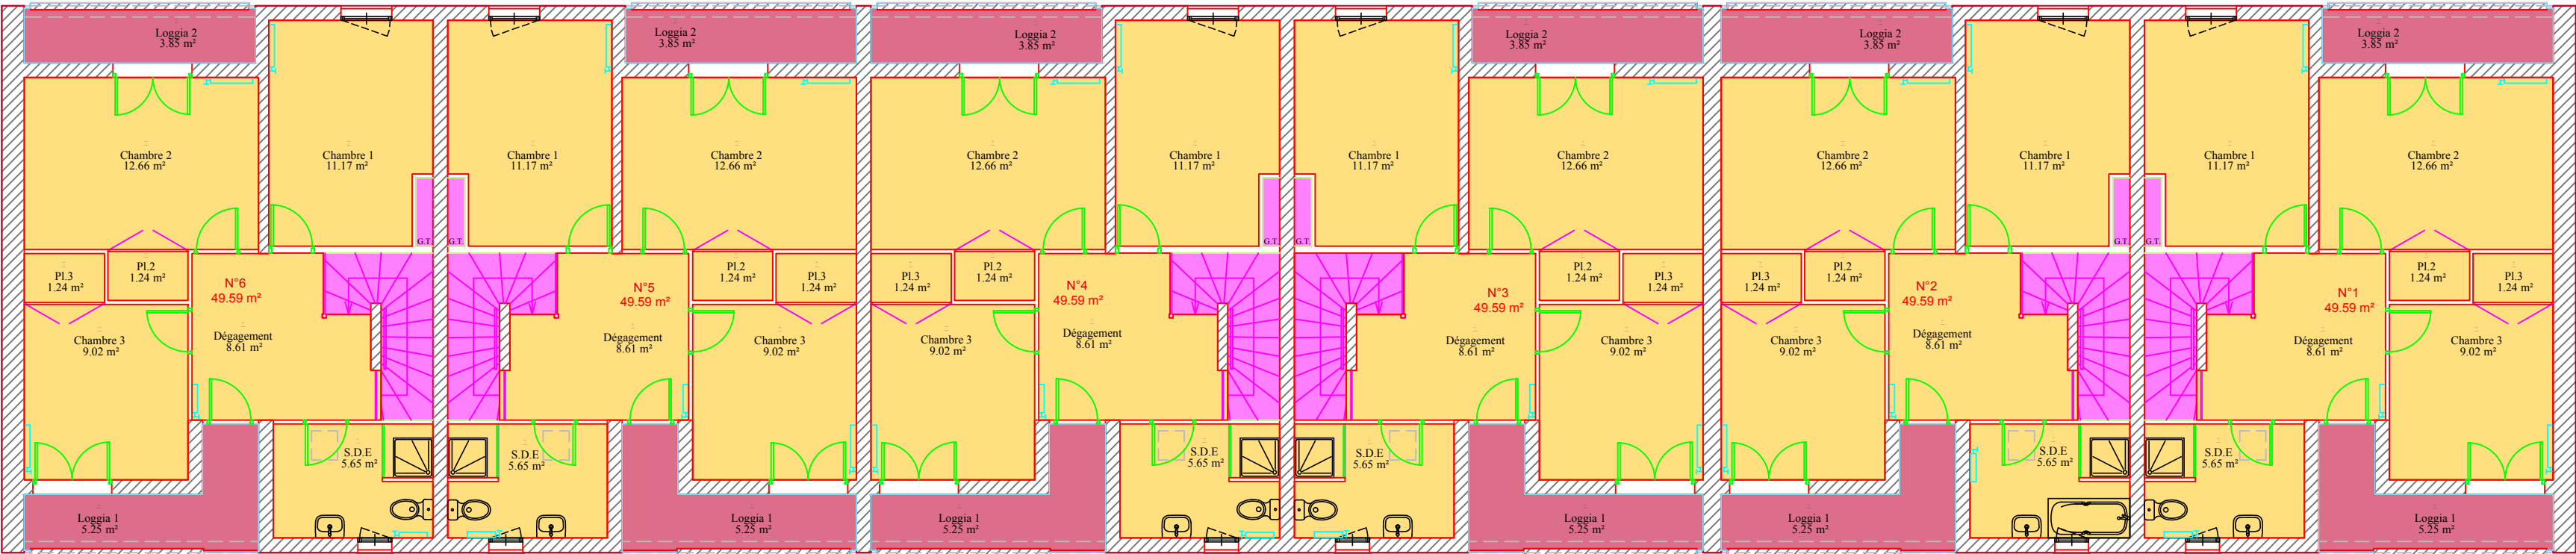 Loggia 2
3.85 m²
Loggia 2
3.85 m²
Loggia 2
3.85 m²
Loggia 2
3.85 m²
Loggia 2
3.85 m²
Loggia 2
3.85 m²
Chambre 2
12.66 m²
Chambre 1
11.17 m²
Chambre 1
11.17 m²
Chambre 2
12.66 m²
Chambre 2
12.66 m²
Chambre 1
11.17 m²
Chambre 1
11.17 m²
Chambre 2
12.66 m²
Chambre 2
12.66 m²
Chambre 1
11.17 m²
Chambre 1
11.17 m²
Chambre 2
12.66 m²
G.T.
G.T.
G.T.
G.T.
G.T.
G.T.
Pl.3
1.24 m²
Pl.2
1.24 m²
N°6
49.59 m²
N°5
49.59 m²
Pl.2
1.24 m²
Pl.3
1.24 m²
Pl.3
1.24 m²
Pl.2
1.24 m²
N°4
49.59 m²
N°3
49.59 m²
Pl.2
1.24 m²
Pl.3
1.24 m²
Pl.3
1.24 m²
Pl.2
1.24 m²
N°2
49.59 m²
N°1
49.59 m²
Pl.2
1.24 m²
Pl.3
1.24 m²
Chambre 3
9.02 m²
Dégagement
8.61 m²
Dégagement
8.61 m²
Chambre 3
9.02 m²
Chambre 3
9.02 m²
Dégagement
8.61 m²
Dégagement
8.61 m²
Chambre 3
9.02 m²
Chambre 3
9.02 m²
Dégagement
8.61 m²
Dégagement
8.61 m²
Chambre 3
9.02 m²
S.D.E
5.65 m²
S.D.E
5.65 m²
S.D.E
5.65 m²
S.D.E
5.65 m²
S.D.E
5.65 m²
S.D.E
5.65 m²
Loggia 1
5.25 m²
Loggia 1
5.25 m²
Loggia 1
5.25 m²
Loggia 1
5.25 m²
Loggia 1
5.25 m²
Loggia 1
5.25 m²